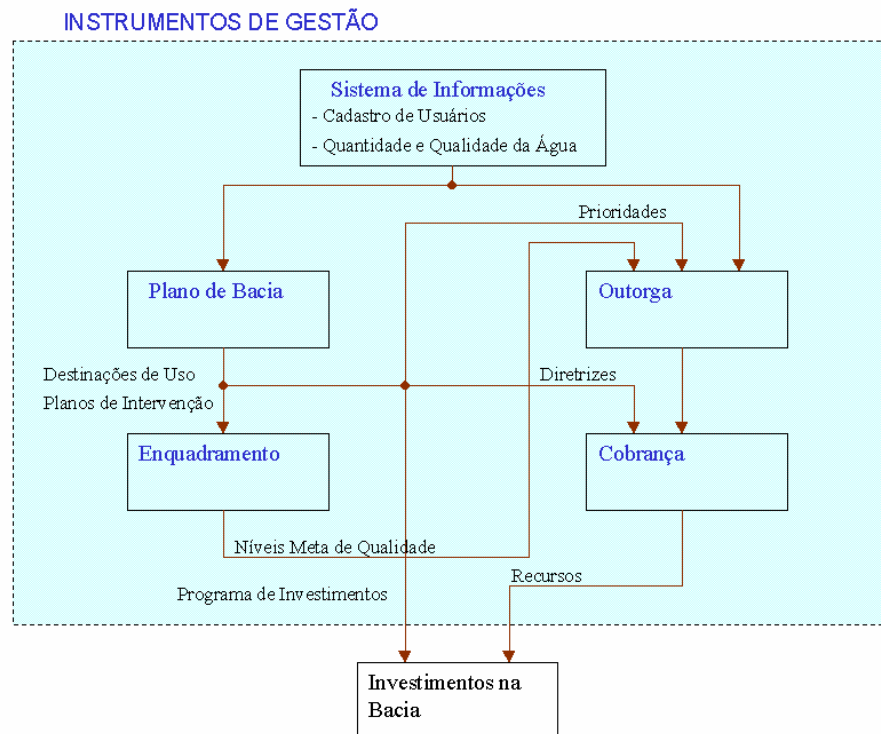 INSTRUMENTOS DE GESTÃO
Sistema de Informações
- Cadastro de Usuários
- Quantidade e Qualidade da Água
Prioridades
Plano de Bacia
Outorga
Destinações de Uso
Planos de Intervenção
Diretrizes
Enquadramento
Cobrança
Níveis Meta de Qualidade
Programa de Investimentos
Recursos
Investimentos na
Bacia